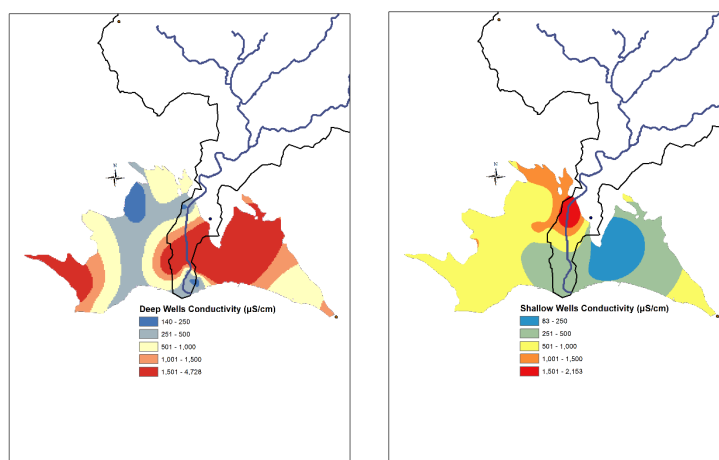 N
Deep Wells Conductivity (µS/cm)
140 - 250
251 - 500
501 - 1,000
1,001 - 1,500
1,501 - 4,728
N
Shallow Wells Conductivity (µS/cm)
83 - 250
251 - 500
501 - 1,000
1,001 - 1,500
1,501 - 2,153